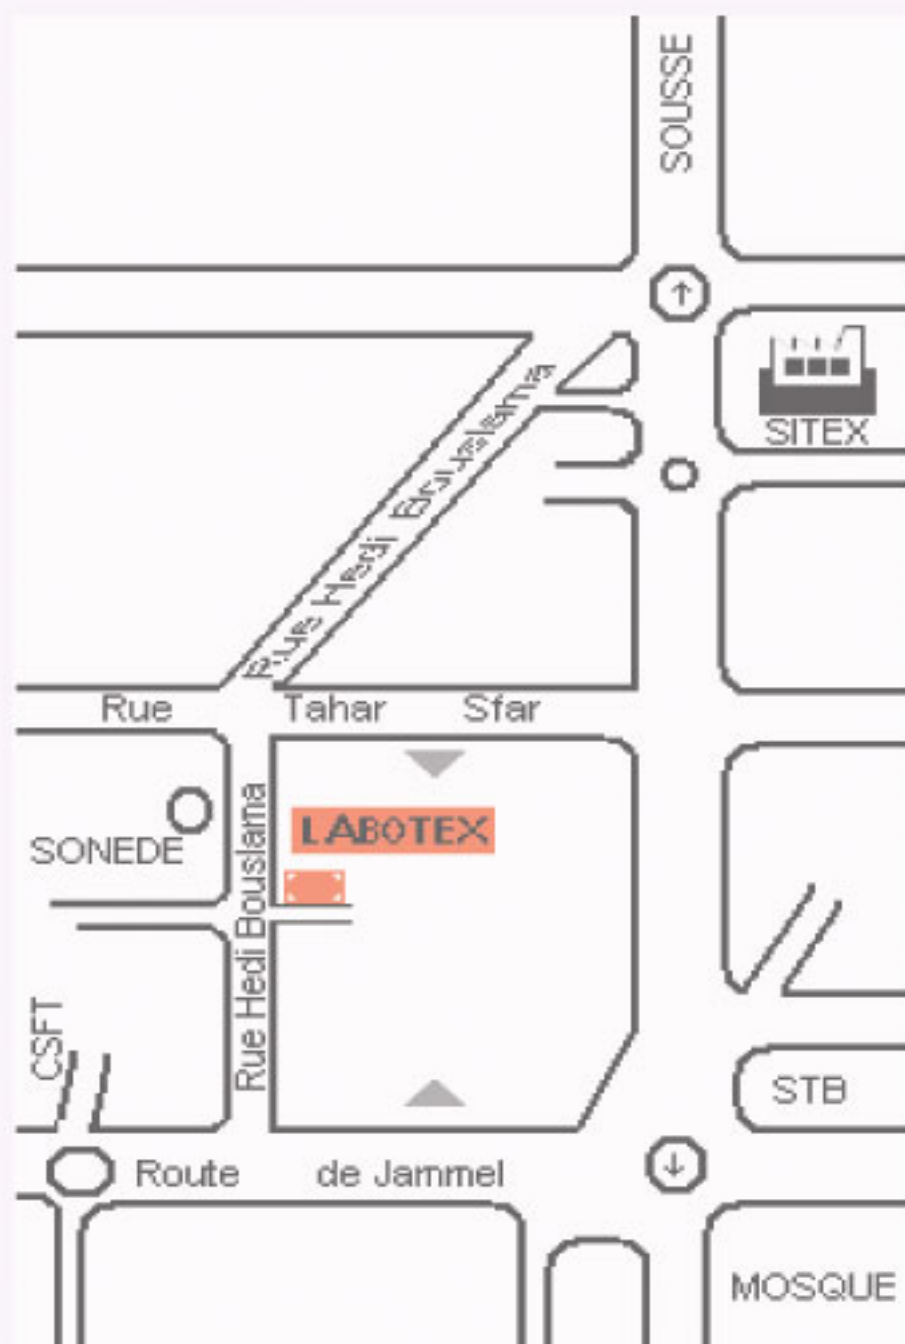 SOUSSE
SITEX
Rue Hedi Bouslama
Rue Tahar Sfar
LABOTEX
SONEDE
Rue Hedi Bouslama
CSFT
STB
Route de Jammel
MOSQUE